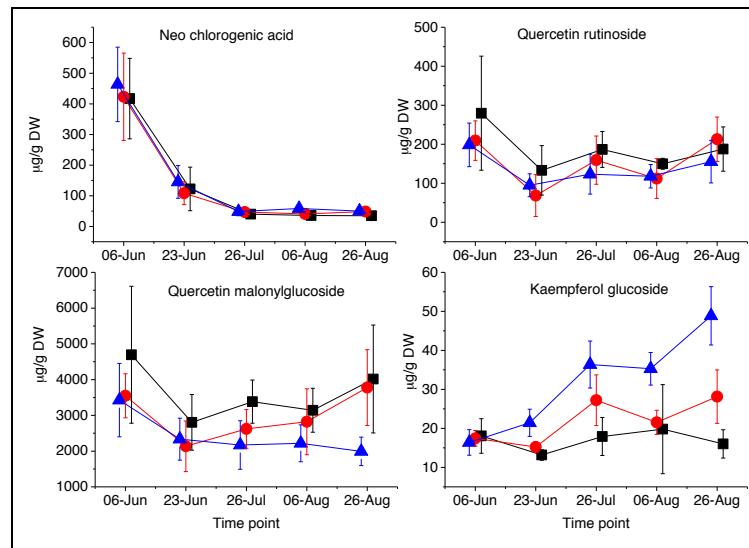 Neo chlorogenic acid
µg/g DW
600
500
400
300
200
100
0
06-Jun 23-Jun 26-Jul 06-Aug 26-Aug
Quercetin rutinoside
µg/g DW
500
400
300
200
100
0
06-Jun 23-Jun 26-Jul 06-Aug 26-Aug
Quercetin malonylglucoside
µg/g DW
7000
6000
5000
4000
3000
2000
1000
06-Jun 23-Jun 26-Jul 06-Aug 26-Aug
Time point
Kaempferol glucoside
µg/g DW
60
50
40
30
20
10
06-Jun 23-Jun 26-Jul 06-Aug 26-Aug
Time point